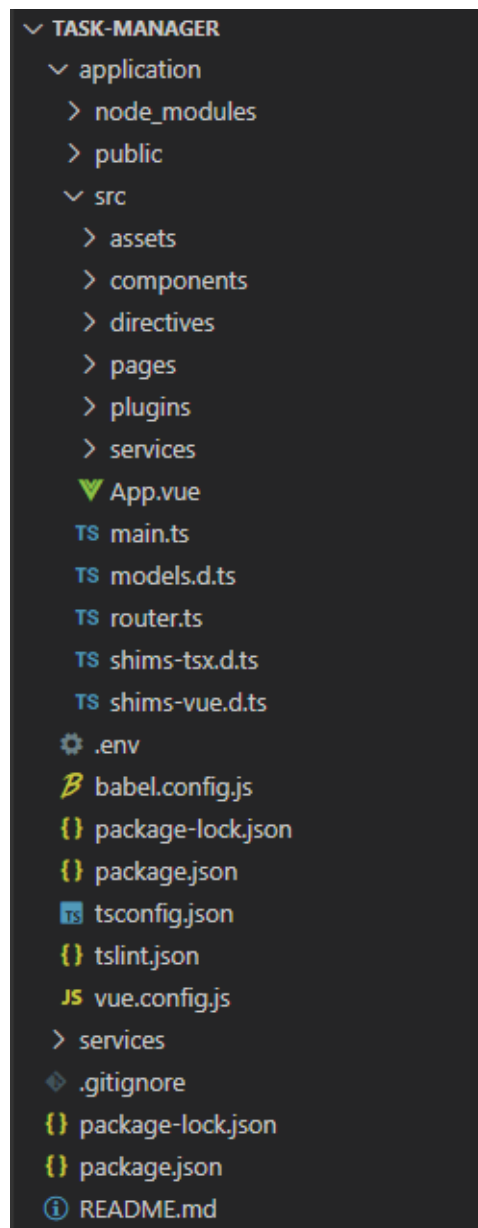 TASK-MANAGER
application
node_modules
public
src
assets
components
directives
pages
plugins
services
App.vue
TS main.ts
TS models.d.ts
TS router.ts
TS shims-tsx.d.ts
TS shims-vue.d.ts
.env
B babel.config.js
{} package-lock.json
{} package.json
TS tsconfig.json
{} tslint.json
JS vue.config.js
services
.gitignore
{} package-lock.json
{} package.json
README.md